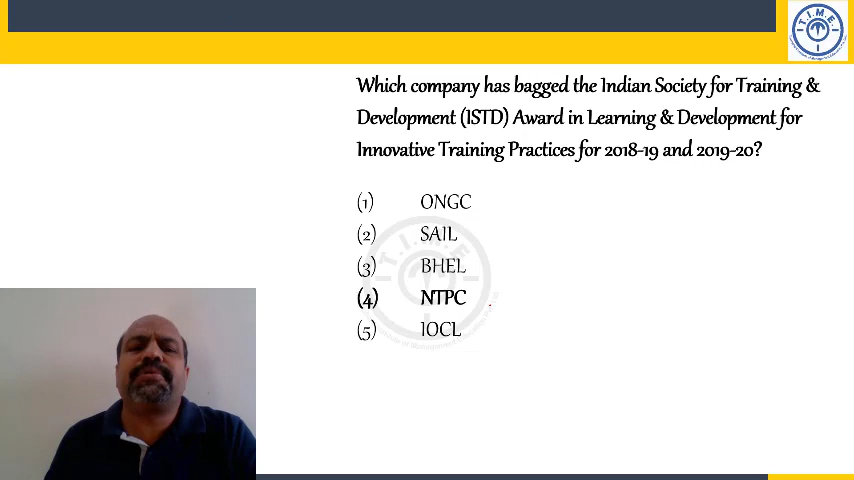 T.I.M.E.
Which company has bagged the Indian Society for Training &
Development (ISTD) Award in Learning & Development for
Innovative Training Practices for 2018-19 and 2019-20?
(1) ONGC
(2) SAIL
(3) BHEL
(4) NTPC
(5) IOCL